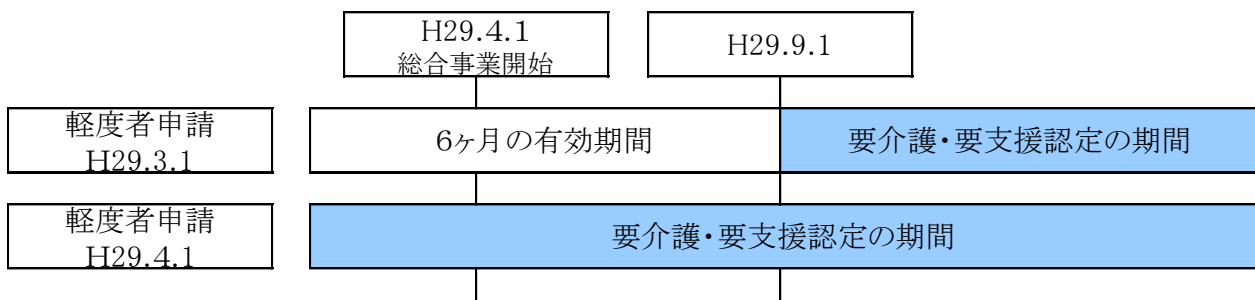 H29.4.1
総合事業開始
H29.9.1
軽度者申請
H29.3.1
6ヶ月の有効期間
要介護・要支援認定の期間
軽度者申請
H29.4.1
要介護・要支援認定の期間